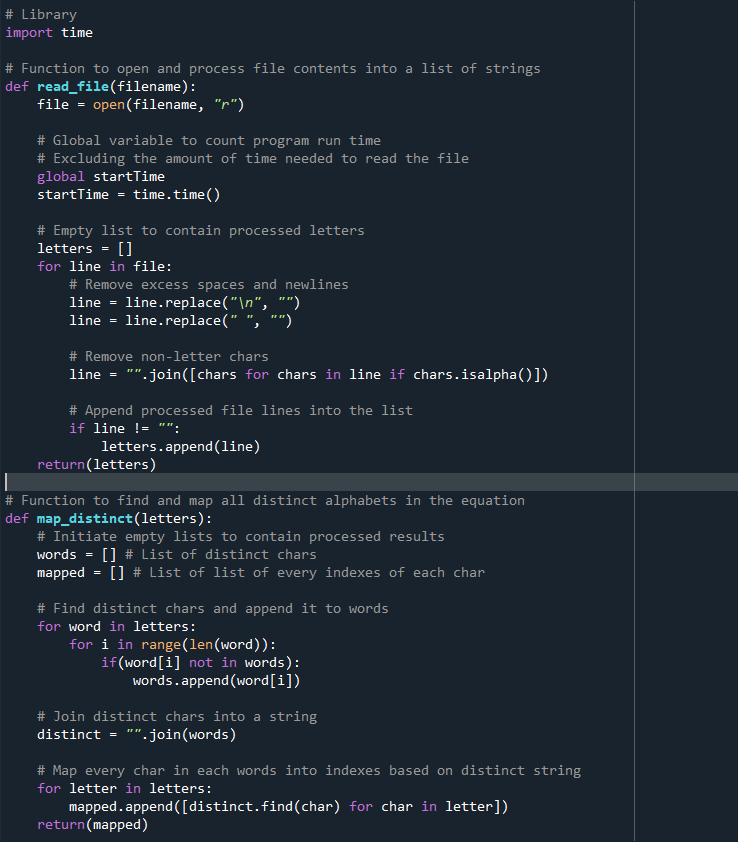 # Library
import time

# Function to open and process file contents into a list of strings
def read_file(filename):
    file = open(filename, "r")

    # Global variable to count program run time
    # Excluding the amount of time needed to read the file
    global startTime
    startTime = time.time()

    # Empty list to contain processed letters
    letters = []
    for line in file:
        # Remove excess spaces and newlines
        line = line.replace("\n", "")
        line = line.replace(" ", "")

        # Remove non-letter chars
        line = "".join([chars for chars in line if chars.isalpha()])

        # Append processed file lines into the list
        if line != "":
            letters.append(line)
    return(letters)

# Function to find and map all distinct alphabets in the equation
def map_distinct(letters):
    # Initiate empty lists to contain processed results
    words = [] # List of distinct chars
    mapped = [] # List of list of every indexes of each char

    # Find distinct chars and append it to words
    for word in letters:
        for i in range(len(word)):
            if(word[i] not in words):
                words.append(word[i])

    # Join distinct chars into a string
    distinct = "".join(words)

    # Map every char in each words into indexes based on distinct string
    for letter in letters:
        mapped.append([distinct.find(char) for char in letter])
    return(mapped)